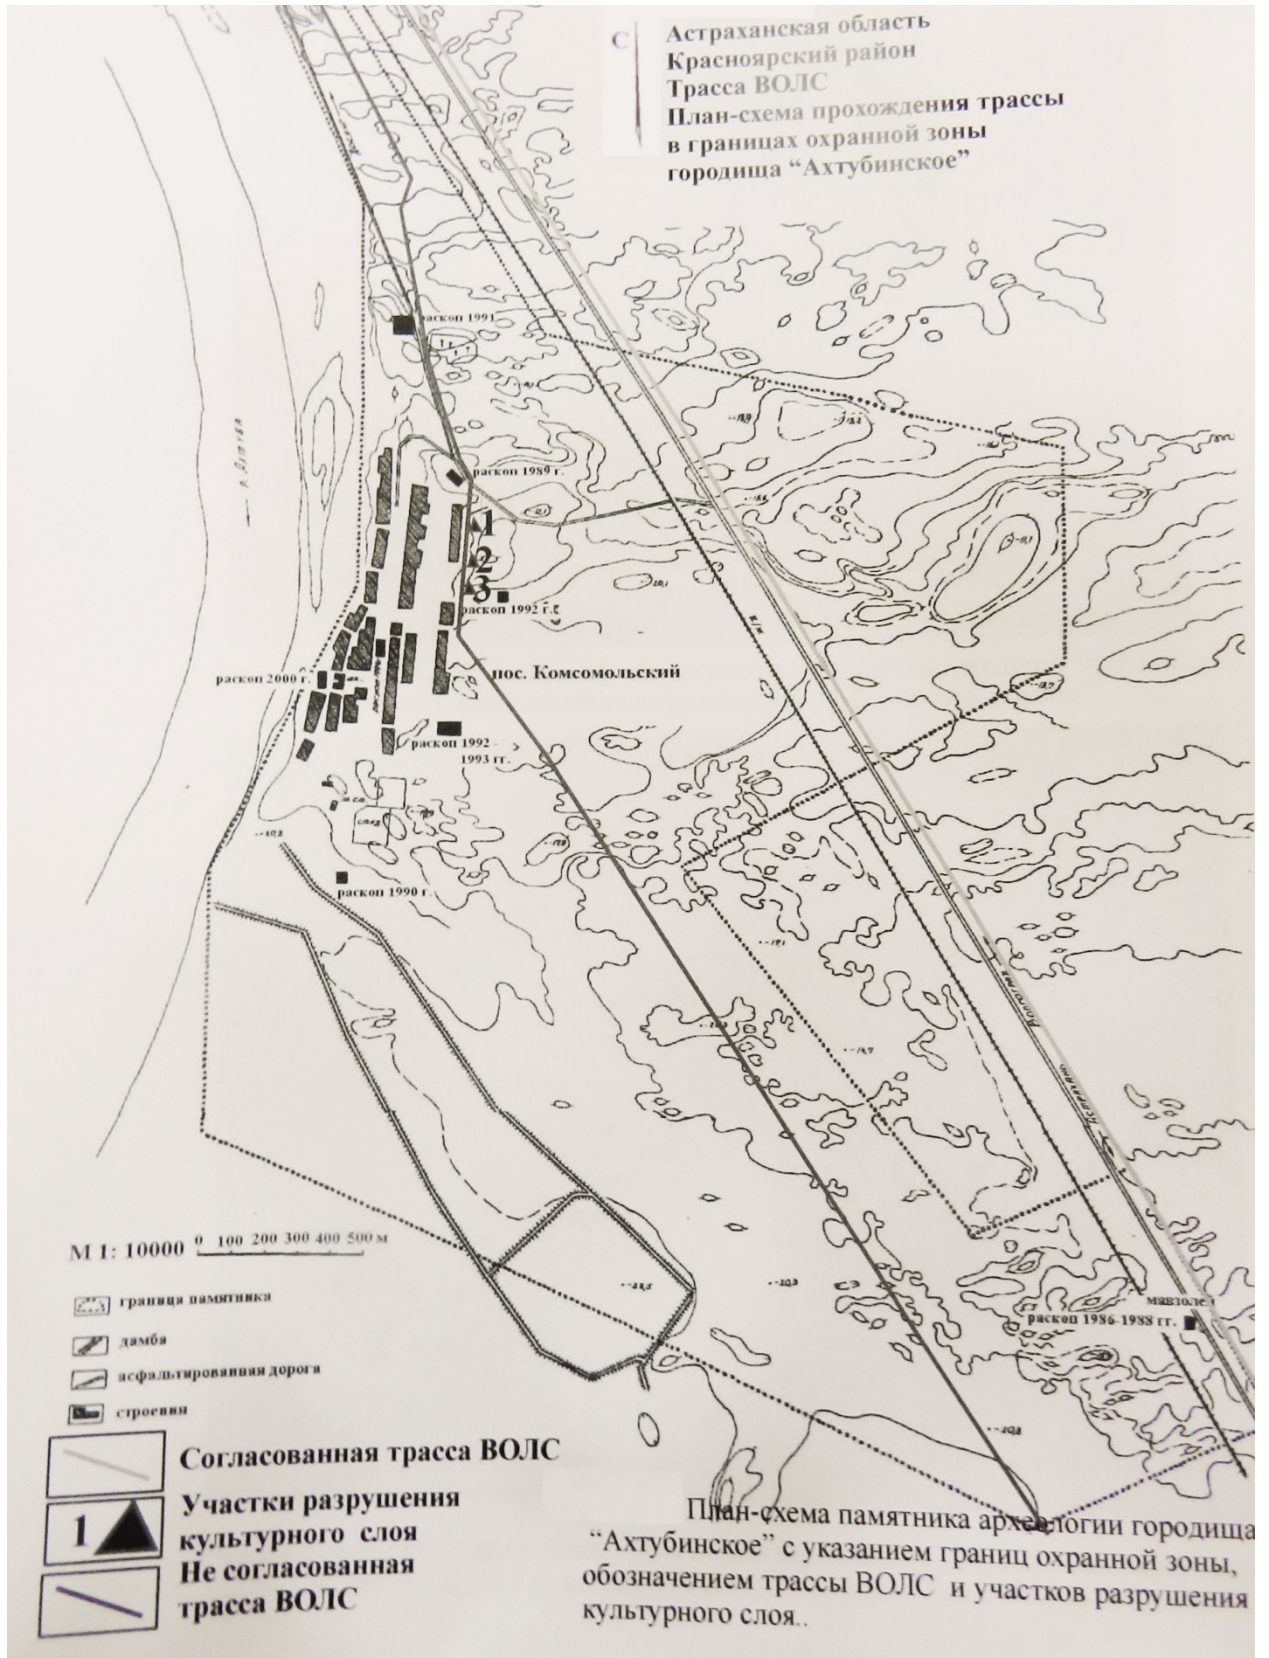 С
Астраханская область
Красноярский район
Трасса ВОЛС
План-схема прохождения трассы
в границах охранной зоны
городища “Ахтубинское”
раскоп 1991
р. Ахтуба
раскоп 1989 г.
1
2
3
раскоп 1992 г.
к/м
пос. Комсомольский
раскоп 2000 г.
раскоп 1992 -
1993 гг.
раскоп 1990 г.
Волгоград
Астрахань
мавзолей
раскоп 1986-1988 гг.
М 1: 10000 0 100 200 300 400 500 м
граница памятника
дамба
асфальтированная дорога
строения
Согласованная трасса ВОЛС
1
Участки разрушения
культурного слоя
Не согласованная
трасса ВОЛС
План-схема памятника археологии городища
“Ахтубинское” с указанием границ охранной зоны,
обозначением трассы ВОЛС и участков разрушения
культурного слоя..